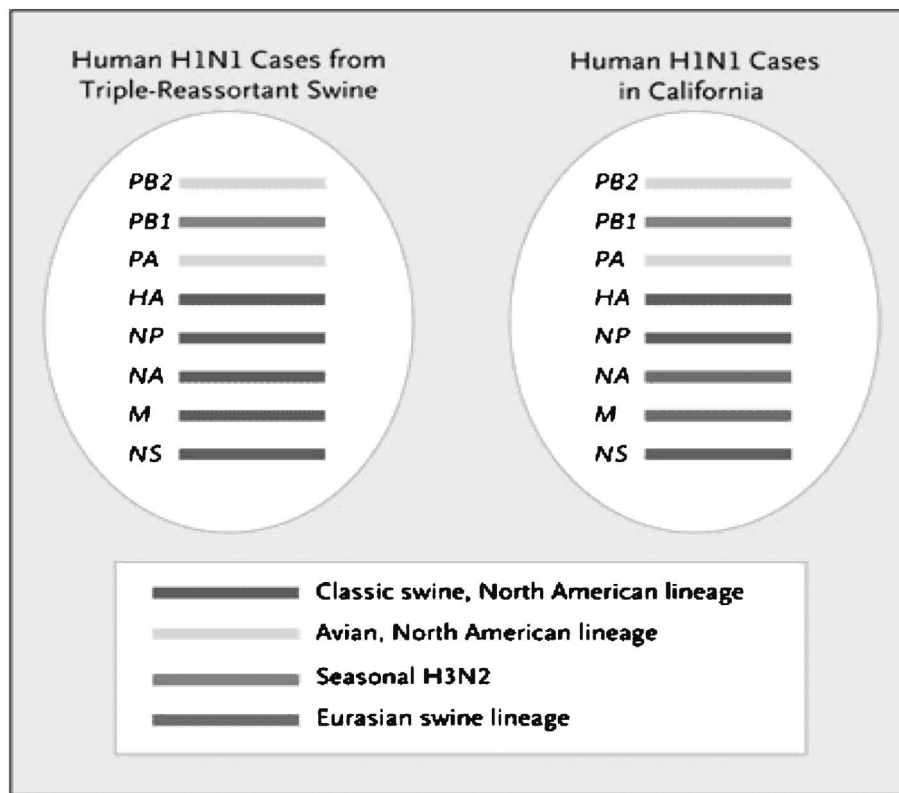 Human H1N1 Cases from
Triple-Reassortant Swine
PB2
PB1
PA
HA
NP
NA
M
NS
Human H1N1 Cases
in California
PB2
PB1
PA
HA
NP
NA
M
NS
Classic swine, North American lineage
Avian, North American lineage
Seasonal H3N2
Eurasian swine lineage